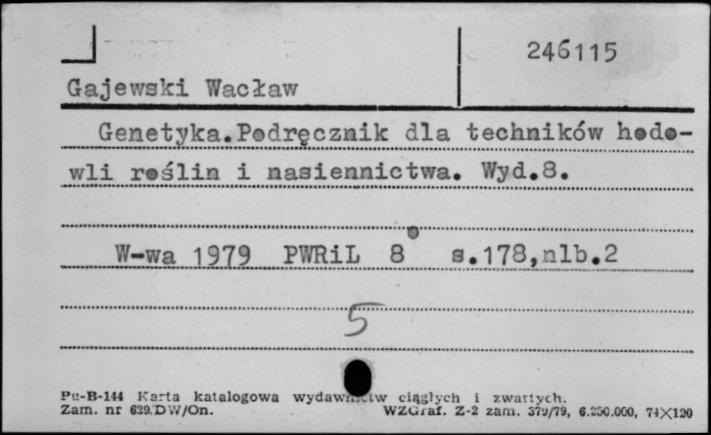 246115
Gajewski Wacław
Genetyka.Podręcznik dla techników hodo-
wli roślin i nasiennictwa. Wyd.8.
W-wa 1979 PWRiL 8° s.178,nlb.2
5
Pu-B-144 Karta katalogowa wydawnictw ciągłych i zwartych.
Zam. nr 629/DW/On. WZGraf. Z-2 zam. 379/79, 6.250.000, 74×120